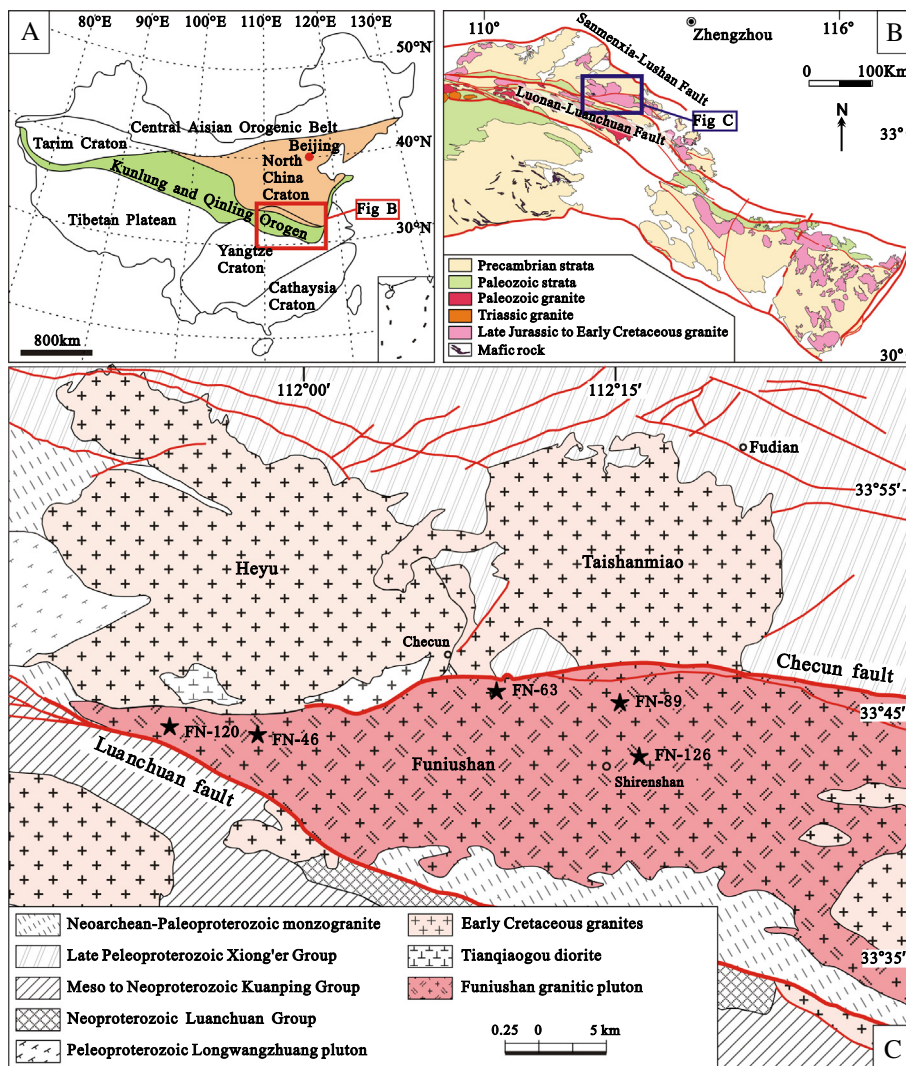 A
80°E
90°E
100°E
110°E
120°E
130°E
50°N
40°N
30°N
Central Aisian Orogenic Belt
Tarim Craton
Beijing
North
China
Craton
Kunlung and Qinling Orogen
Fig B
Tibetan Platean
Yangtze
Craton
Cathaysia
Craton
800km
B
110°
116°
Zhengzhou
0 100Km
N
Sanmenxia-Lushan Fault
Luonan-Luanchuan Fault
Fig C
33°
30°
Precambrian strata
Paleozoic strata
Paleozoic granite
Triassic granite
Late Jurassic to Early Cretaceous granite
Mafic rock
112°00′
112°15′
Fudian
33°55′
Heyu
Taishanmiao
Checun
Checun fault
FN-63
FN-89
33°45′
FN-120
FN-46
FN-126
Funiushan
Shirenshan
Luanchuan fault
33°35′
Neoarchean-Paleoproterozoic monzogranite
Late Peleoproterozoic Xiong'er Group
Meso to Neoproterozoic Kuanping Group
Neoproterozoic Luanchuan Group
Peleoproterozoic Longwangzhuang pluton
Early Cretaceous granites
Tianqiaogou diorite
Funiushan granitic pluton
0.25 0 5 km
C